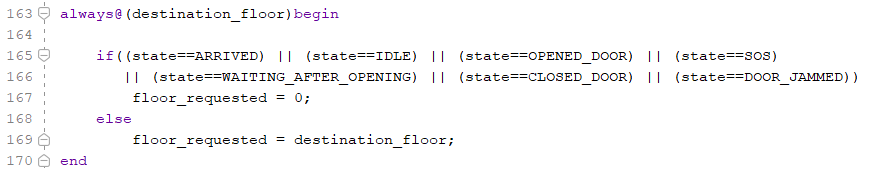 163 always@(destination_floor)begin
164
165 if((state==ARRIVED) || (state==IDLE) || (state==OPENED_DOOR) || (state==SOS)
166 || (state==WAITING_AFTER_OPENING) || (state==CLOSED_DOOR) || (state==DOOR_JAMMED))
167 floor_requested = 0;
168 else
169 floor_requested = destination_floor;
170 end